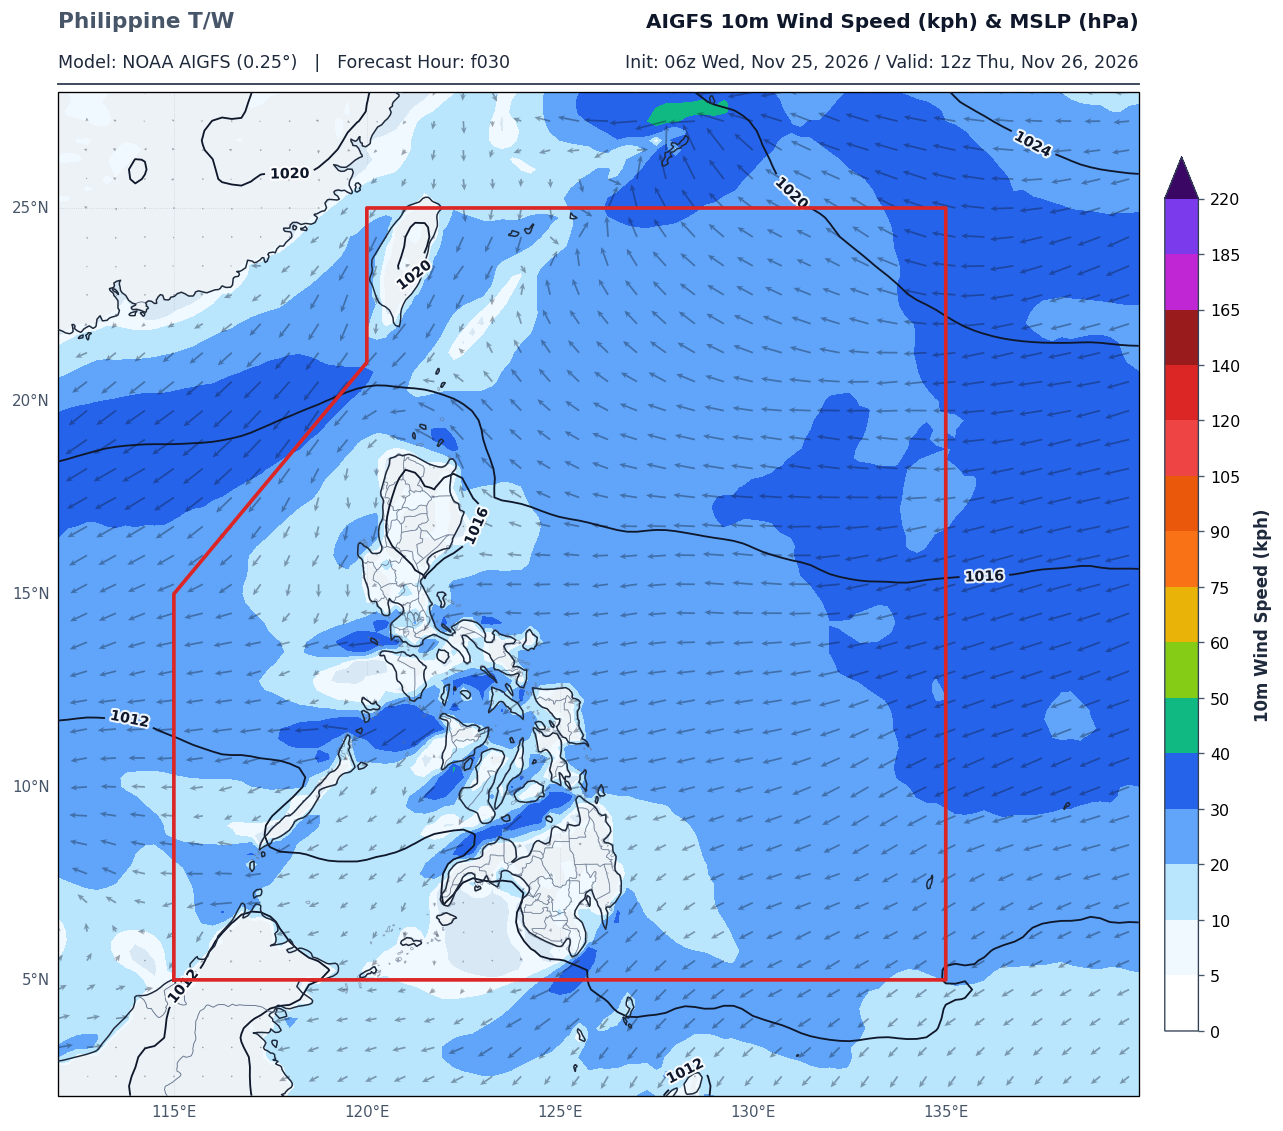 Philippine T/W
AIGFS 10m Wind Speed (kph) & MSLP (hPa)
Model: NOAA AIGFS (0.25°)   |   Forecast Hour: f030
Init: 06z Wed, Nov 25, 2026 / Valid: 12z Thu, Nov 26, 2026
1024
1020
1020
1020
1016
1016
1012
1012
1012
25°N
20°N
15°N
10°N
5°N
115°E
120°E
125°E
130°E
135°E
220
185
165
140
120
105
90
75
60
50
40
30
20
10
5
0
10m Wind Speed (kph)